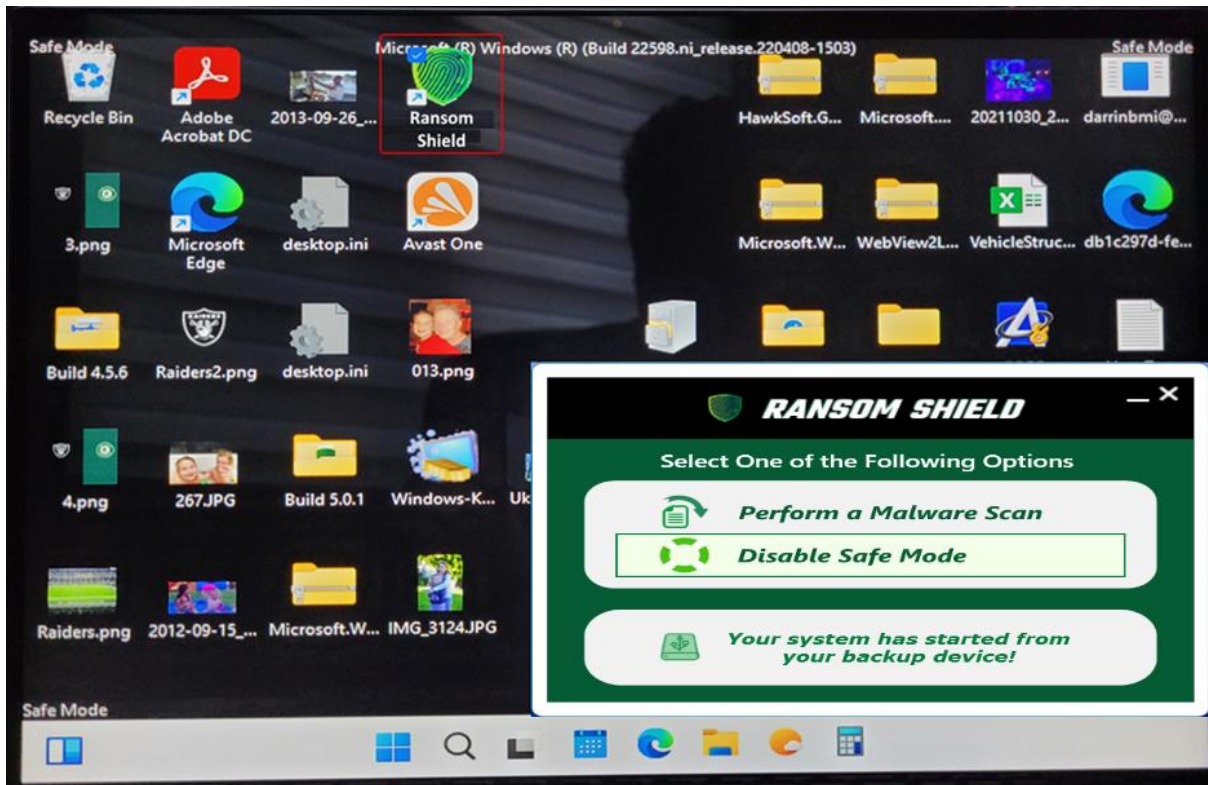 Safe Mode
Microsoft (R) Windows (R) (Build 22598.ni_release.220408-1503)
Safe Mode
Recycle Bin
Adobe
Acrobat DC
2013-09-26_...
Ransom
Shield
HawkSoft.G...
Microsoft....
20211030_2...
darrinbmi@...
3.png
Microsoft
Edge
desktop.ini
Avast One
Microsoft.W...
WebView2L...
VehicleStruc...
db1c297d-fe...
Build 4.5.6
Raiders2.png
desktop.ini
013.png
4.png
267.JPG
Build 5.0.1
Windows-K...
Uk
Raiders.png
2012-09-15_...
Microsoft.W...
IMG_3124.JPG
Safe Mode
RANSOM SHIELD
Select One of the Following Options
Perform a Malware Scan
Disable Safe Mode
Your system has started from
your backup device!